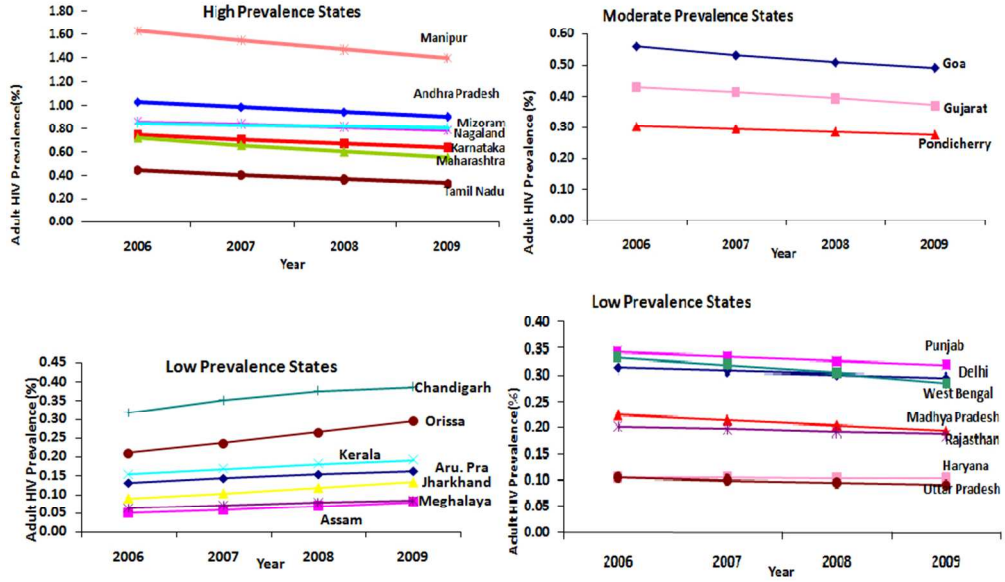 High Prevalence States
Adult HIV Prevalence(%)
1.80
1.60
1.40
1.20
1.00
0.80
0.60
0.40
0.20
0.00
Manipur
Andhra Pradesh
Mizoram
Nagaland
Karnataka
Maharashtra
Tamil Nadu
2006 2007 2008 2009
Year
Moderate Prevalence States
Adult HIV Prevalence(%)
0.60
0.50
0.40
0.30
0.20
0.10
0.00
Goa
Gujarat
Pondicherry
2006 2007 2008 2009
Year
Low Prevalence States
Adult HIV Prevalence(%)
0.45
0.40
0.35
0.30
0.25
0.20
0.15
0.10
0.05
0.00
Chandigarh
Orissa
Kerala
Aru. Pra
Jharkhand
Meghalaya
Assam
2006 2007 2008 2009
Year
Low Prevalence States
Adult HIV Prevalence(%)
0.40
0.35
0.30
0.25
0.20
0.15
0.10
0.05
0.00
Punjab
Delhi
West Bengal
Madhya Pradesh
Rajasthan
Haryana
Uttar Pradesh
2006 2007 2008 2009
Year